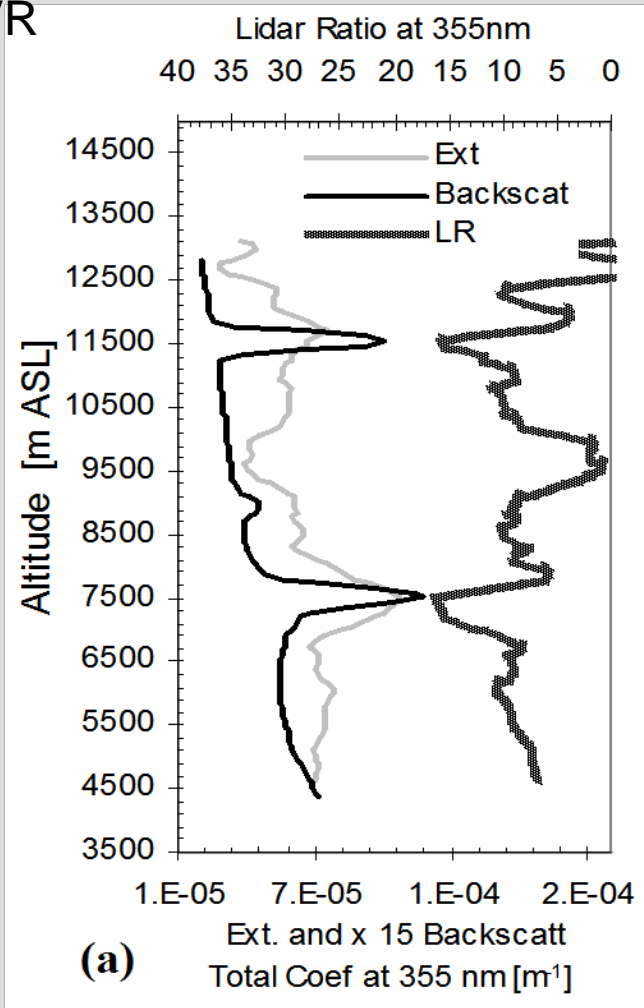 /R
Lidar Ratio at 355nm
40 35 30 25 20 15 10 5 0
14500
Ext
Backscat
13500
LR
12500
11500
10500
9500
8500
7500
6500
5500
4500
3500
Altitude [m ASL]
1.E-05 7.E-05 1.E-04 2.E-04
(a)
Ext. and x 15 Backscatt
Total Coef at 355 nm [m-1]